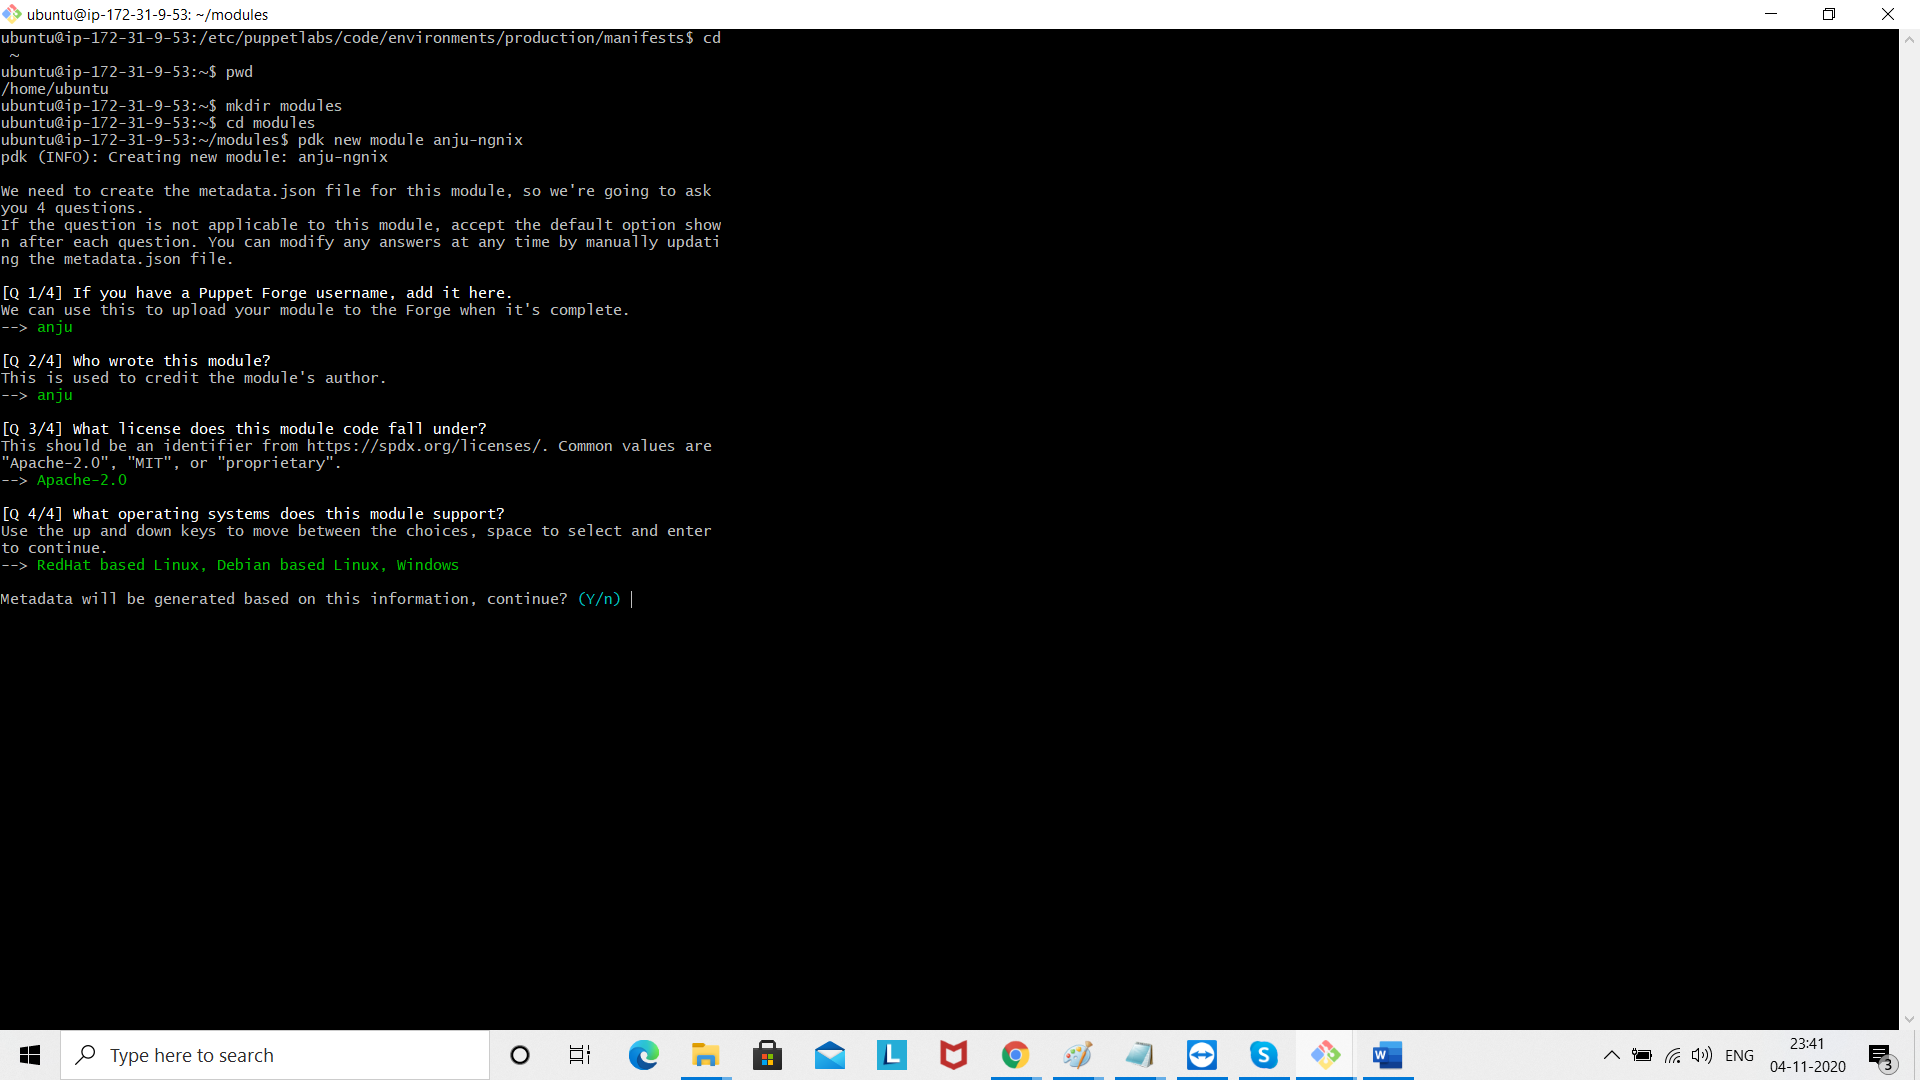 ubuntu@ip-172-31-9-53: ~/modules
ubuntu@ip-172-31-9-53:/etc/puppetlabs/code/environments/production/manifests$ cd
~
ubuntu@ip-172-31-9-53:~$ pwd
/home/ubuntu
ubuntu@ip-172-31-9-53:~$ mkdir modules
ubuntu@ip-172-31-9-53:~$ cd modules
ubuntu@ip-172-31-9-53:~/modules$ pdk new module anju-ngnix
pdk (INFO): Creating new module: anju-ngnix
We need to create the metadata.json file for this module, so we're going to ask
you 4 questions.
If the question is not applicable to this module, accept the default option show
n after each question. You can modify any answers at any time by manually updati
ng the metadata.json file.
[Q 1/4] If you have a Puppet Forge username, add it here.
We can use this to upload your module to the Forge when it's complete.
--> anju
[Q 2/4] Who wrote this module?
This is used to credit the module's author.
--> anju
[Q 3/4] What license does this module code fall under?
This should be an identifier from https://spdx.org/licenses/. Common values are
"Apache-2.0", "MIT", or "proprietary".
--> Apache-2.0
[Q 4/4] What operating systems does this module support?
Use the up and down keys to move between the choices, space to select and enter
to continue.
--> RedHat based Linux, Debian based Linux, Windows
Metadata will be generated based on this information, continue? (Y/n)
Type here to search
L
W
S
ENG
23:41
04-11-2020
3